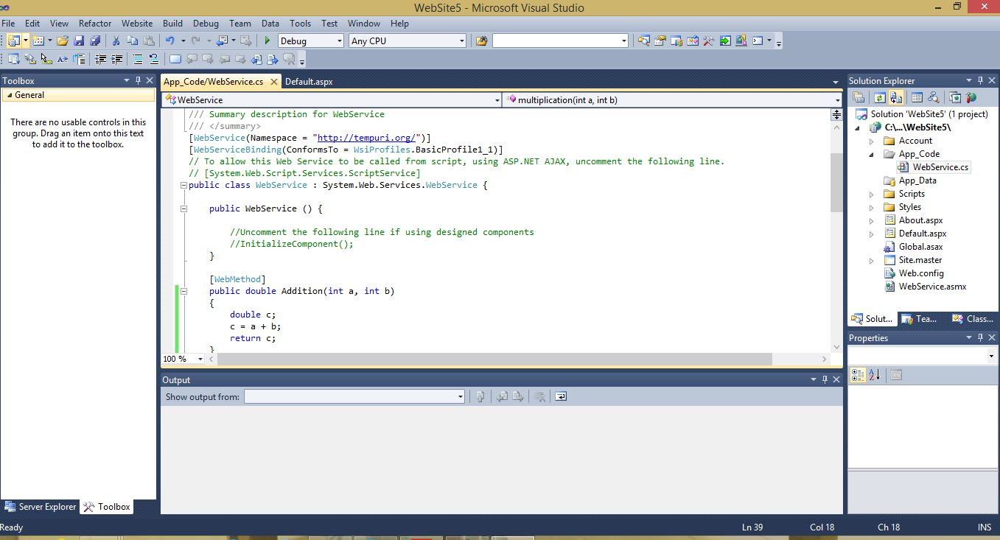 WebSite5 - Microsoft Visual Studio
File Edit View Refactor Website Build Debug Team Data Tools Test Window Help
Debug Any CPU
Toolbox
General
There are no usable controls in this
group. Drag an item onto this text
to add it to the toolbox.
Server Explorer Toolbox
App_Code/WebService.cs Default.aspx
WebService multiplication(int a, int b)
/// Summary description for WebService
/// </summary>
[WebService(Namespace = "http://tempuri.org/")]
[WebServiceBinding(ConformsTo = WsiProfiles.BasicProfile1_1)]
// To allow this Web Service to be called from script, using ASP.NET AJAX, uncomment the following line.
// [System.Web.Script.Services.ScriptService]
public class WebService : System.Web.Services.WebService {
public WebService () {
//Uncomment the following line if using designed components
//InitializeComponent();
}
[WebMethod]
public double Addition(int a, int b)
{
double c;
c = a + b;
return c;
}
100 %
Output
Show output from:
Solution Explorer
Solution 'WebSite5' (1 project)
C:\...\WebSite5\
Account
App_Code
WebService.cs
App_Data
Scripts
Styles
About.aspx
Default.aspx
Global.asax
Site.master
Web.config
WebService.asmx
Solut... Tea... Class...
Properties
Ready Ln 39 Col 18 Ch 18 INS